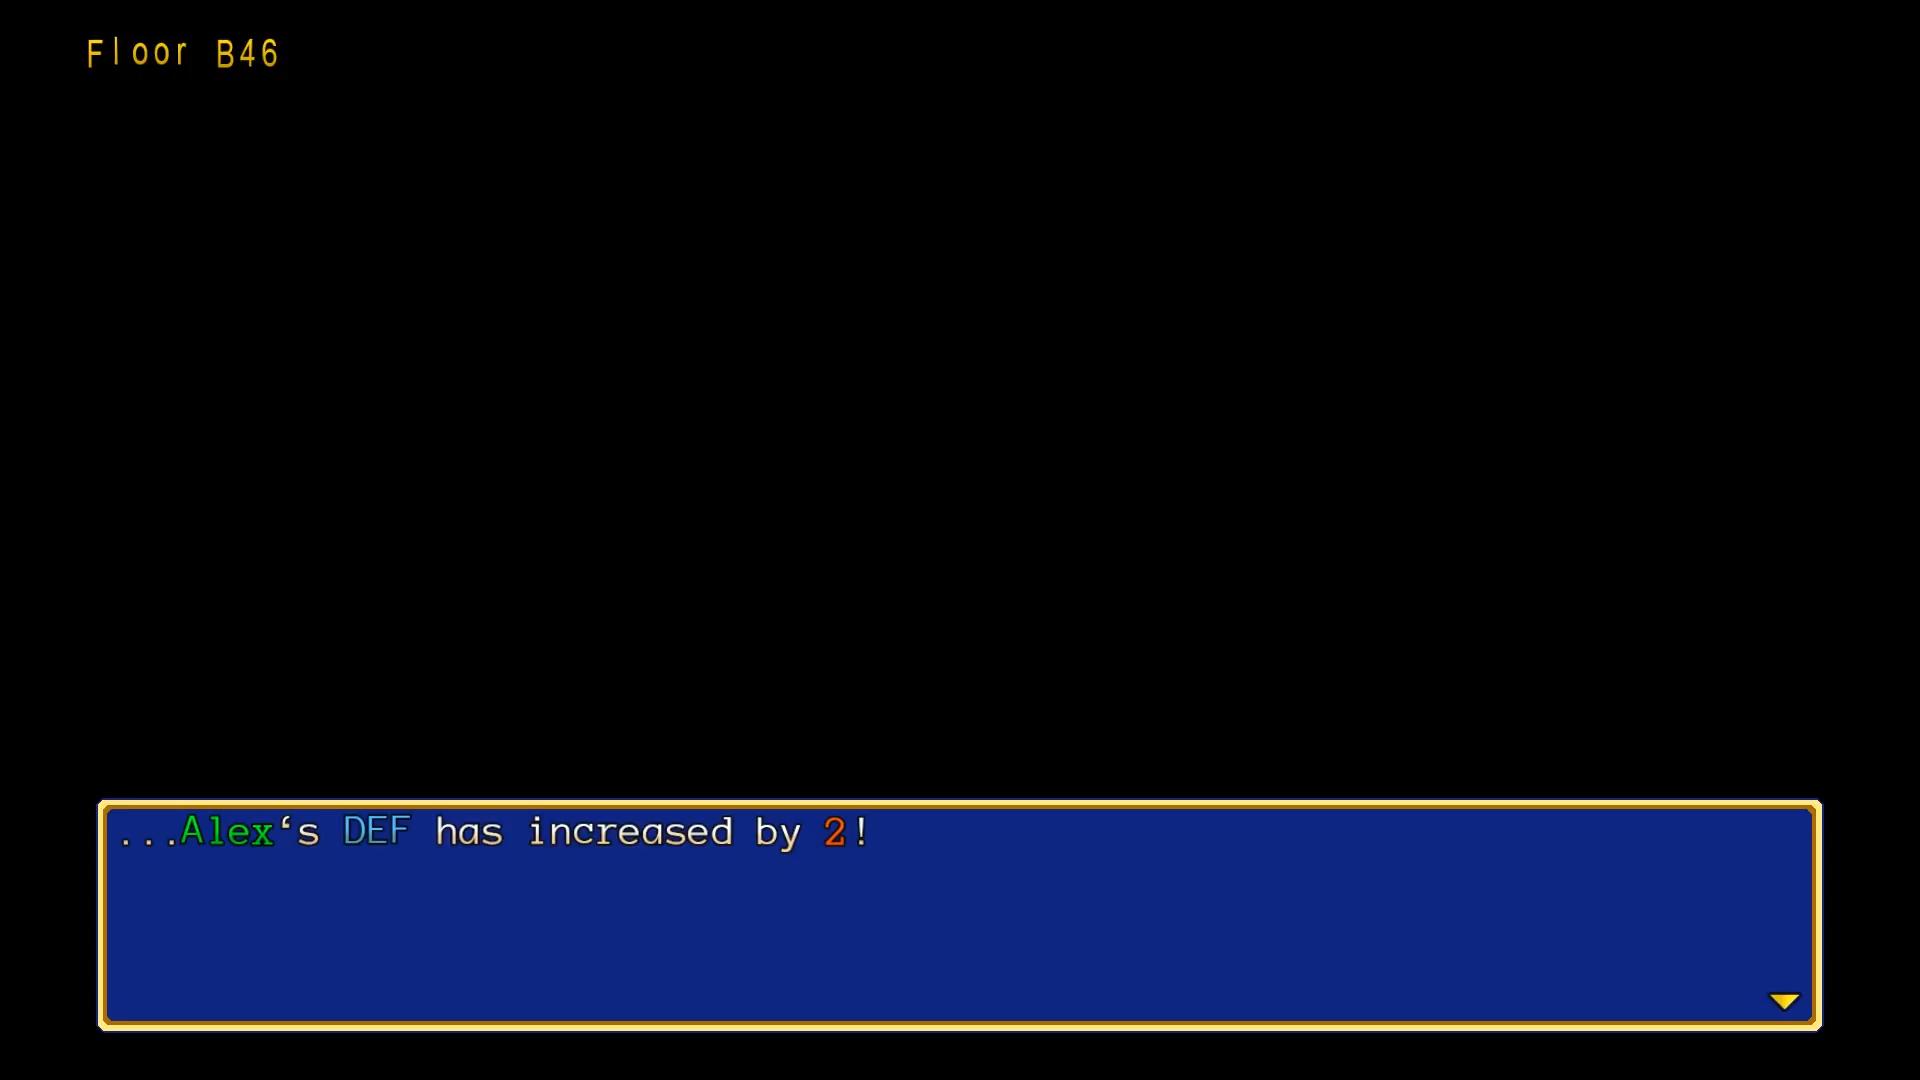 Floor B46
...Alex‘s DEF has increased by 2!